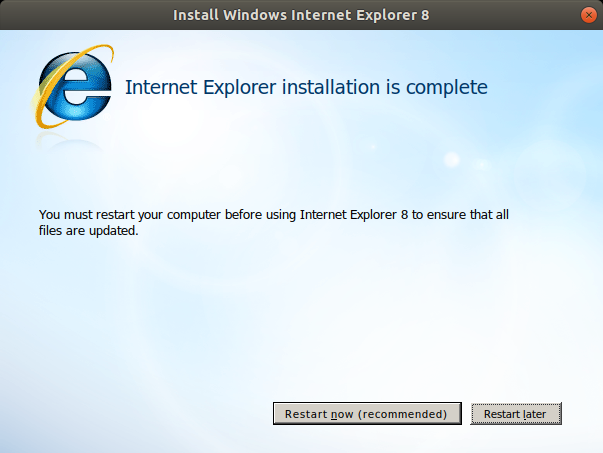 Install Windows Internet Explorer 8
Internet Explorer installation is complete
You must restart your computer before using Internet Explorer 8 to ensure that all
files are updated.
Restart now (recommended)
Restart later